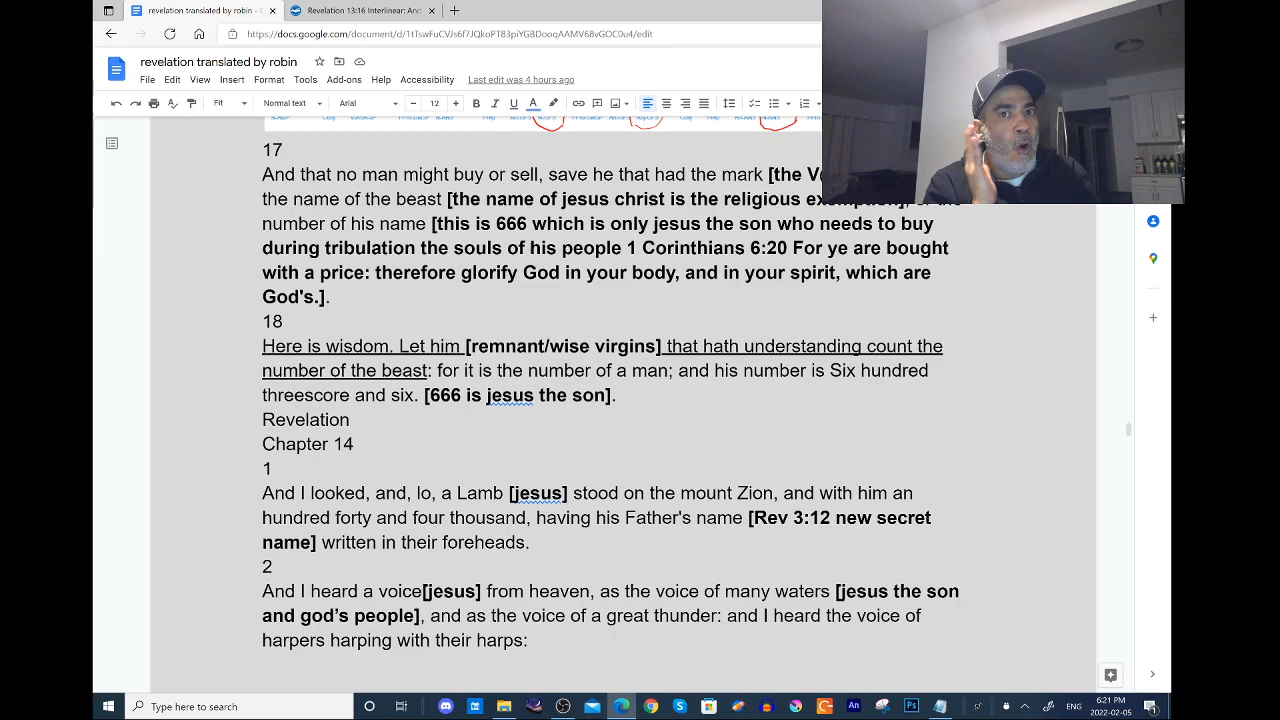 revelation translated by robin - G
Revelation 13:16 Interlinear: And
https://docs.google.com/document/d/1tTswFuCVJs6f7JQkoPT83piYGBDooqAAMV68vGOC0u4/edit
revelation translated by robin
File Edit View Insert Format Tools Add-ons Help Accessibility Last edit was 4 hours ago
Fit Normal text Arial 12 B I U A
17
And that no man might buy or sell, save he that had the mark [the
the name of the beast [the name of jesus christ is the religious
number of his name [this is 666 which is only jesus the son who needs to buy
during tribulation the souls of his people 1 Corinthians 6:20 For ye are bought
with a price: therefore glorify God in your body, and in your spirit, which are
God's.].
18
Here is wisdom. Let him [remnant/wise virgins] that hath understanding count the
number of the beast: for it is the number of a man; and his number is Six hundred
threescore and six. [666 is jesus the son].
Revelation
Chapter 14
1
And I looked, and, lo, a Lamb [jesus] stood on the mount Zion, and with him an
hundred forty and four thousand, having his Father's name [Rev 3:12 new secret
name] written in their foreheads.
2
And I heard a voice[jesus] from heaven, as the voice of many waters [jesus the son
and god's people], and as the voice of a great thunder: and I heard the voice of
harpers harping with their harps:
Type here to search
An
Ps
ENG
6:21 PM
2022-02-05